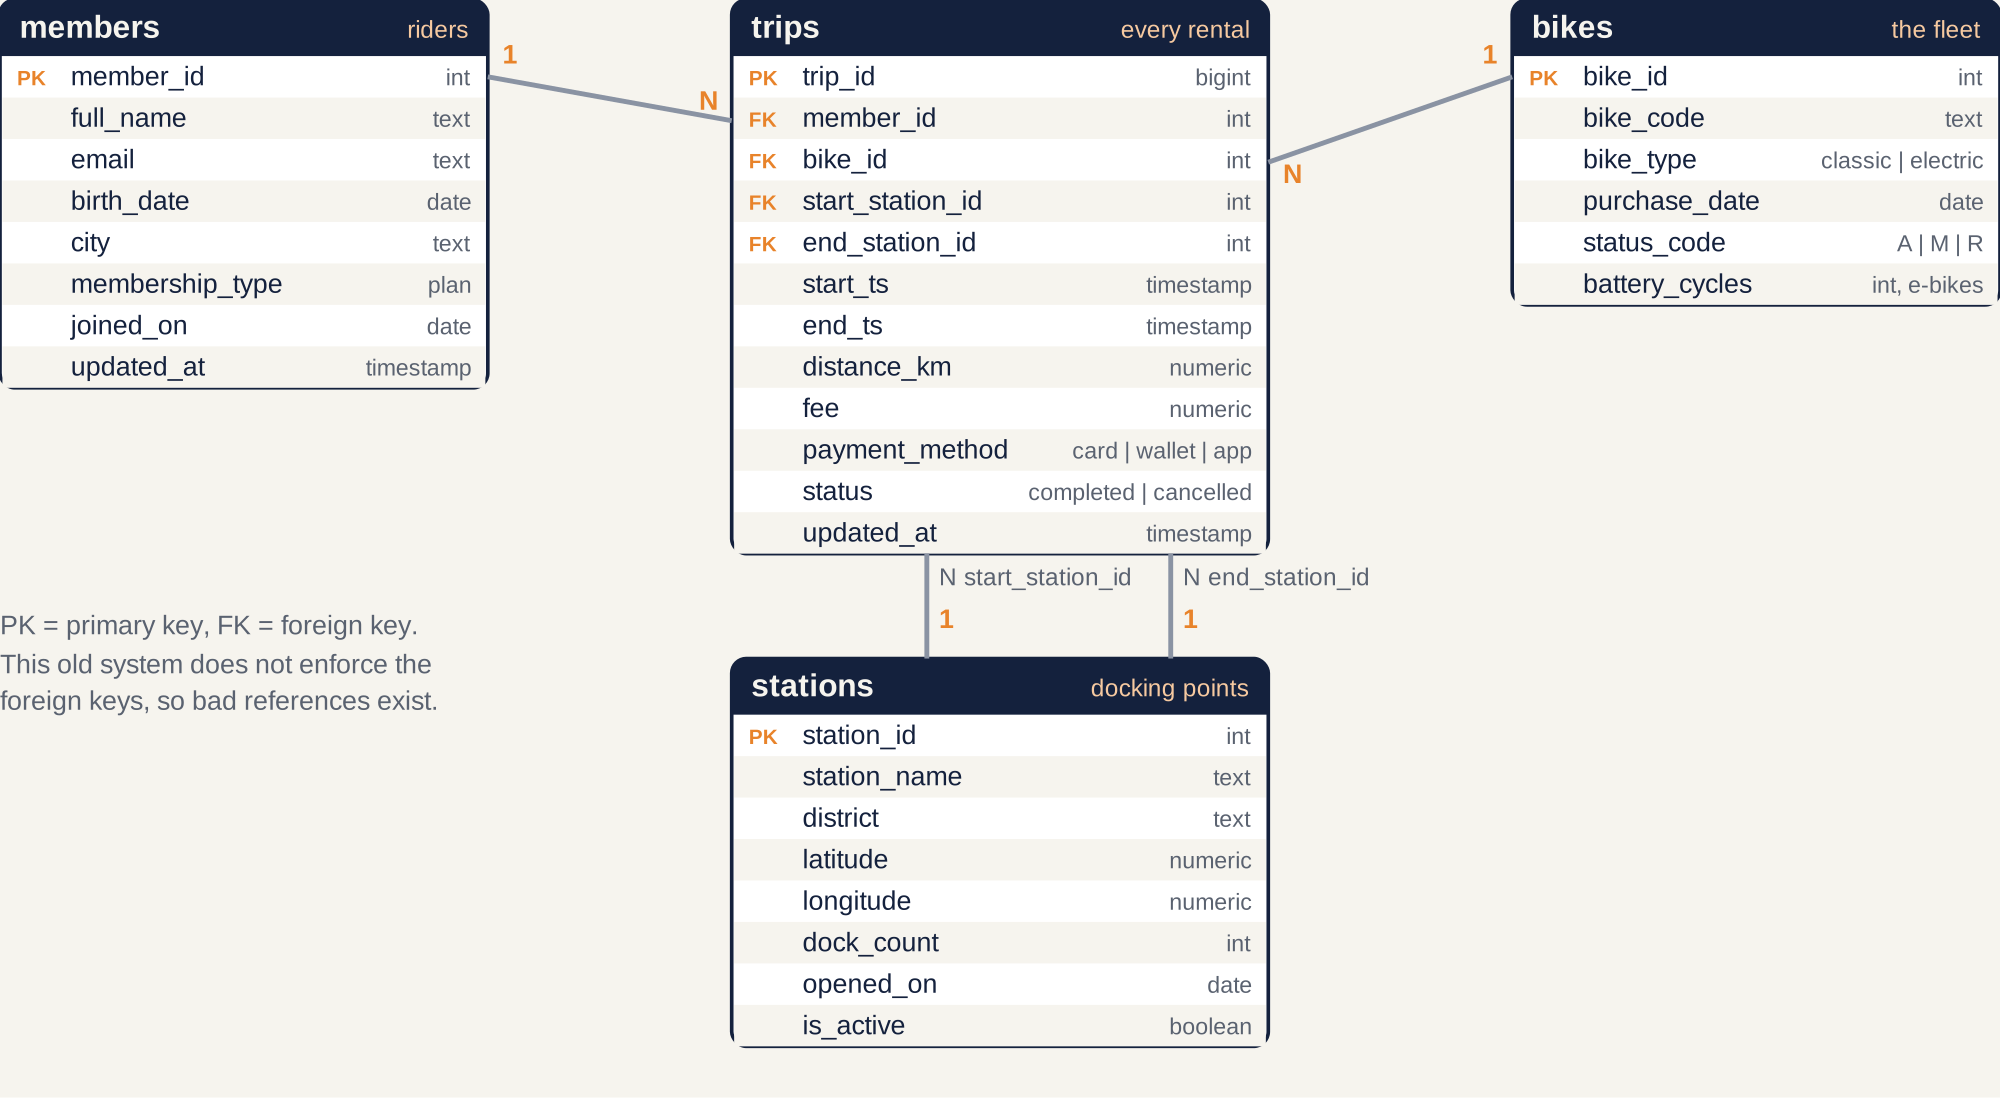 members riders
PK member_id int
full_name text
email text
birth_date date
city text
membership_type plan
joined_on date
updated_at timestamp
1
N
trips every rental
PK trip_id bigint
FK member_id int
FK bike_id int
FK start_station_id int
FK end_station_id int
start_ts timestamp
end_ts timestamp
distance_km numeric
fee numeric
payment_method card | wallet | app
status completed | cancelled
updated_at timestamp
1
N
bikes the fleet
PK bike_id int
bike_code text
bike_type classic | electric
purchase_date date
status_code A | M | R
battery_cycles int, e-bikes
N start_station_id
1
N end_station_id
1
PK = primary key, FK = foreign key.
This old system does not enforce the
foreign keys, so bad references exist.
stations docking points
PK station_id int
station_name text
district text
latitude numeric
longitude numeric
dock_count int
opened_on date
is_active boolean